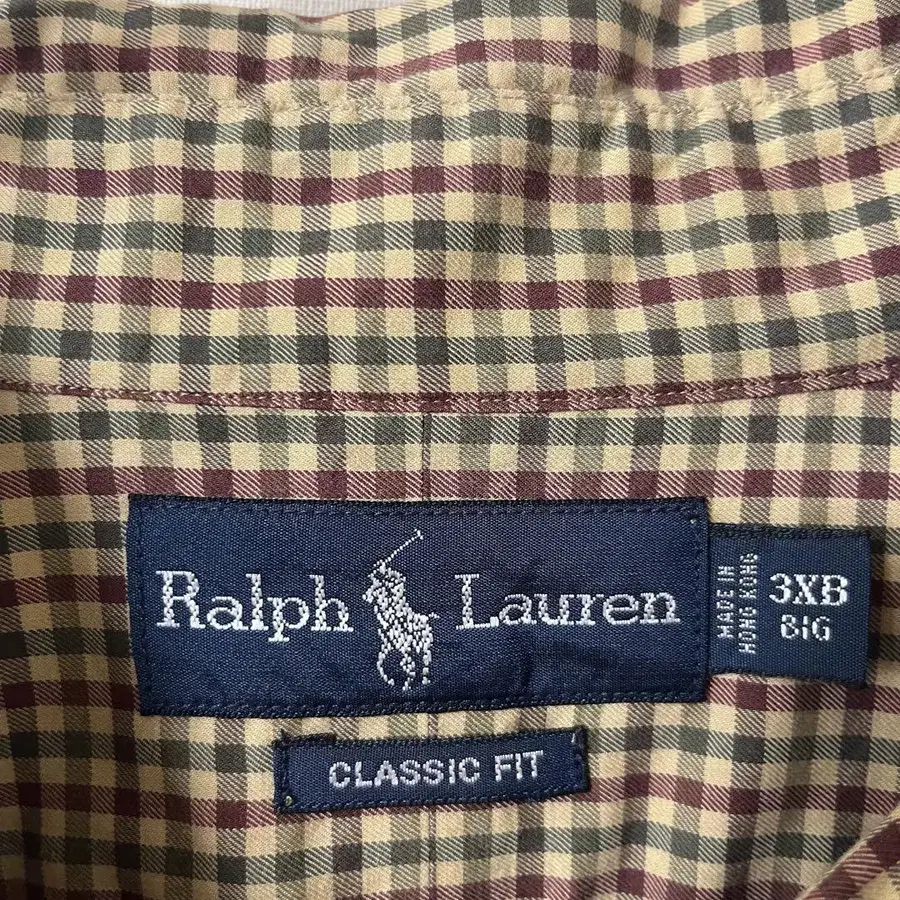 Ralph Lauren
MADE IN
HONG KONG
3XB
BIG
CLASSIC FIT